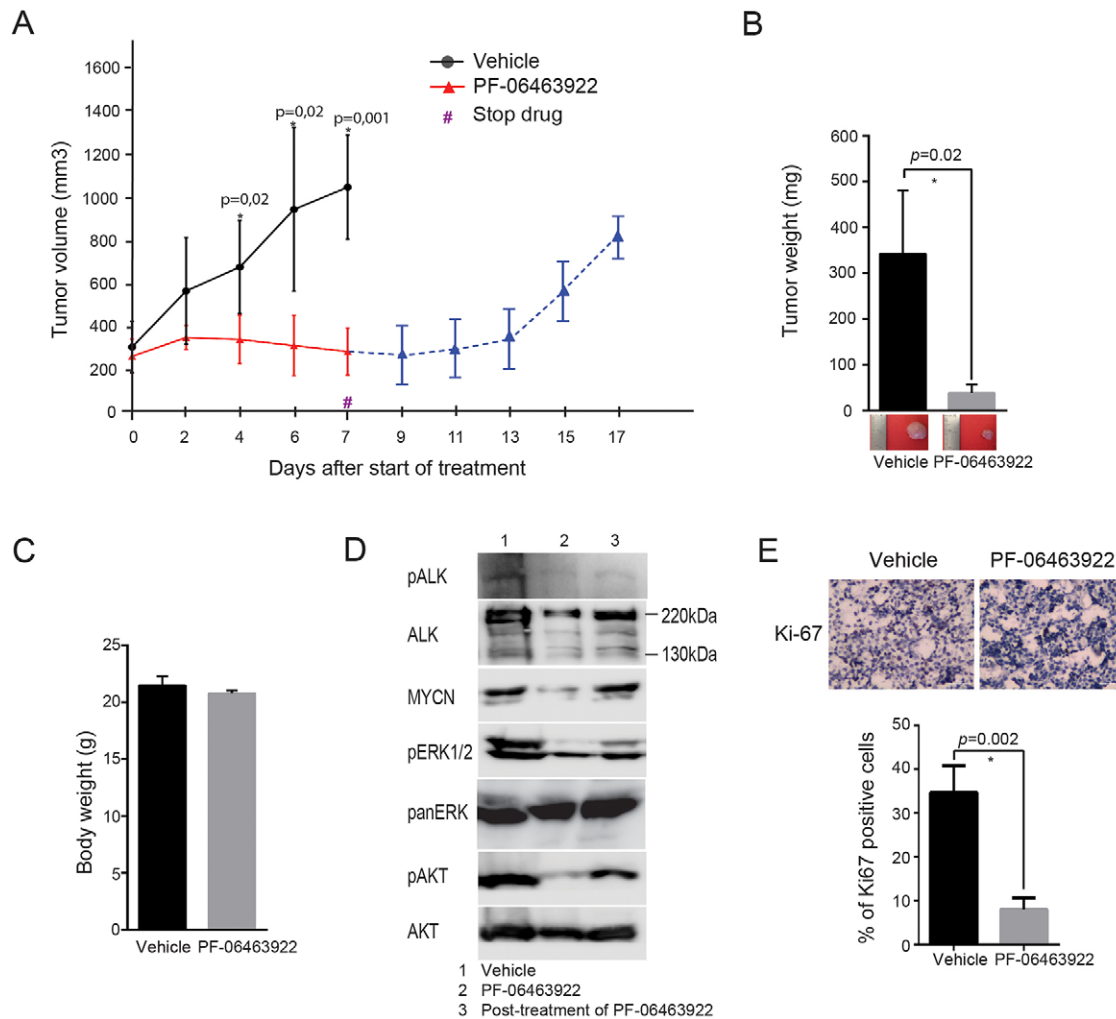 A
1600
1400
1200
1000
800
600
400
200
0
Tumor volume (mm3)
Vehicle
PF-06463922
# Stop drug
p=0,02
p=0,02
p=0,001
*
*
*
#
0 2 4 6 7 9 11 13 15 17
Days after start of treatment
B
600
500
400
300
200
100
0
Tumor weight (mg)
p=0.02
*
Vehicle PF-06463922
C
25
20
15
10
5
0
Body weight (g)
Vehicle PF-06463922
D
1 2 3
pALK
ALK
220kDa
130kDa
MYCN
pERK1/2
panERK
pAKT
AKT
1 Vehicle
2 PF-06463922
3 Post-treatment of PF-06463922
E
Vehicle PF-06463922
Ki-67
50
40
30
20
10
0
% of Ki67 positive cells
p=0.002
*
Vehicle PF-06463922